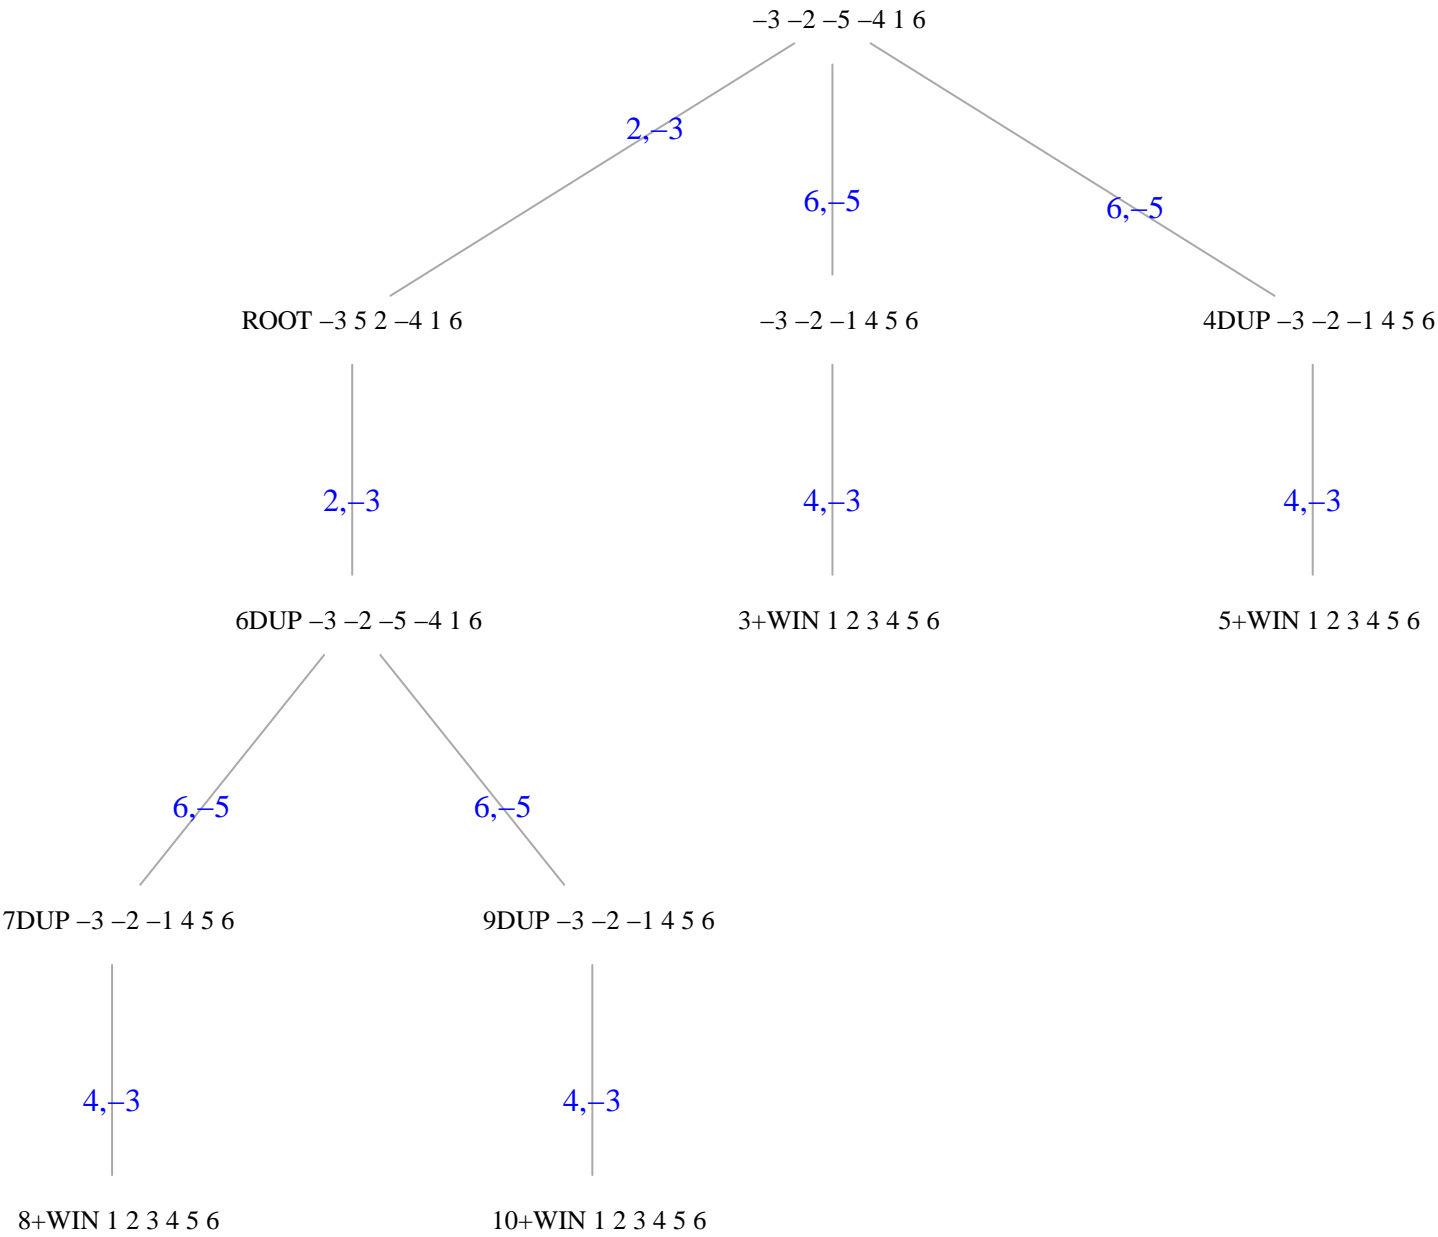 –3 –2 –5 –4 1 6
2,–3
6,–5
6,–5
ROOT –3 5 2 –4 1 6
–3 –2 –1 4 5 6
4DUP –3 –2 –1 4 5 6
2,–3
4,–3
4,–3
6DUP –3 –2 –5 –4 1 6
3+WIN 1 2 3 4 5 6
5+WIN 1 2 3 4 5 6
6,–5
6,–5
7DUP –3 –2 –1 4 5 6
9DUP –3 –2 –1 4 5 6
4,–3
4,–3
8+WIN 1 2 3 4 5 6
10+WIN 1 2 3 4 5 6